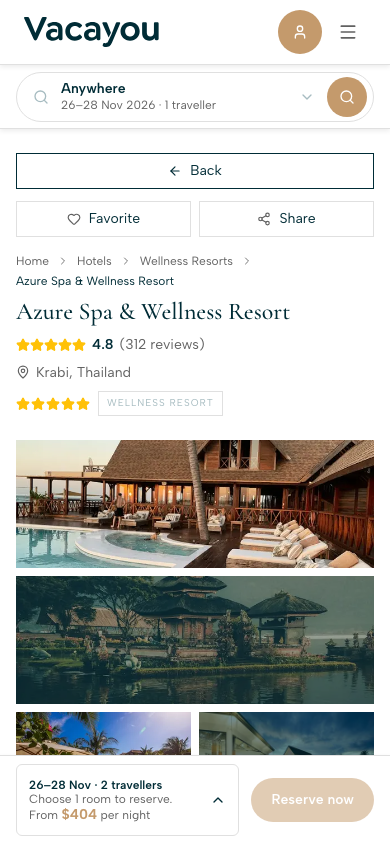 Vacayou
Anywhere
26–28 Nov 2026 · 1 traveller
Back
Favorite
Share
Home
Hotels
Wellness Resorts
Azure Spa & Wellness Resort
Azure Spa & Wellness Resort
4.8 (312 reviews)
Krabi, Thailand
WELLNESS RESORT
26–28 Nov · 2 travellers
Choose 1 room to reserve.
From $404 per night
Reserve now